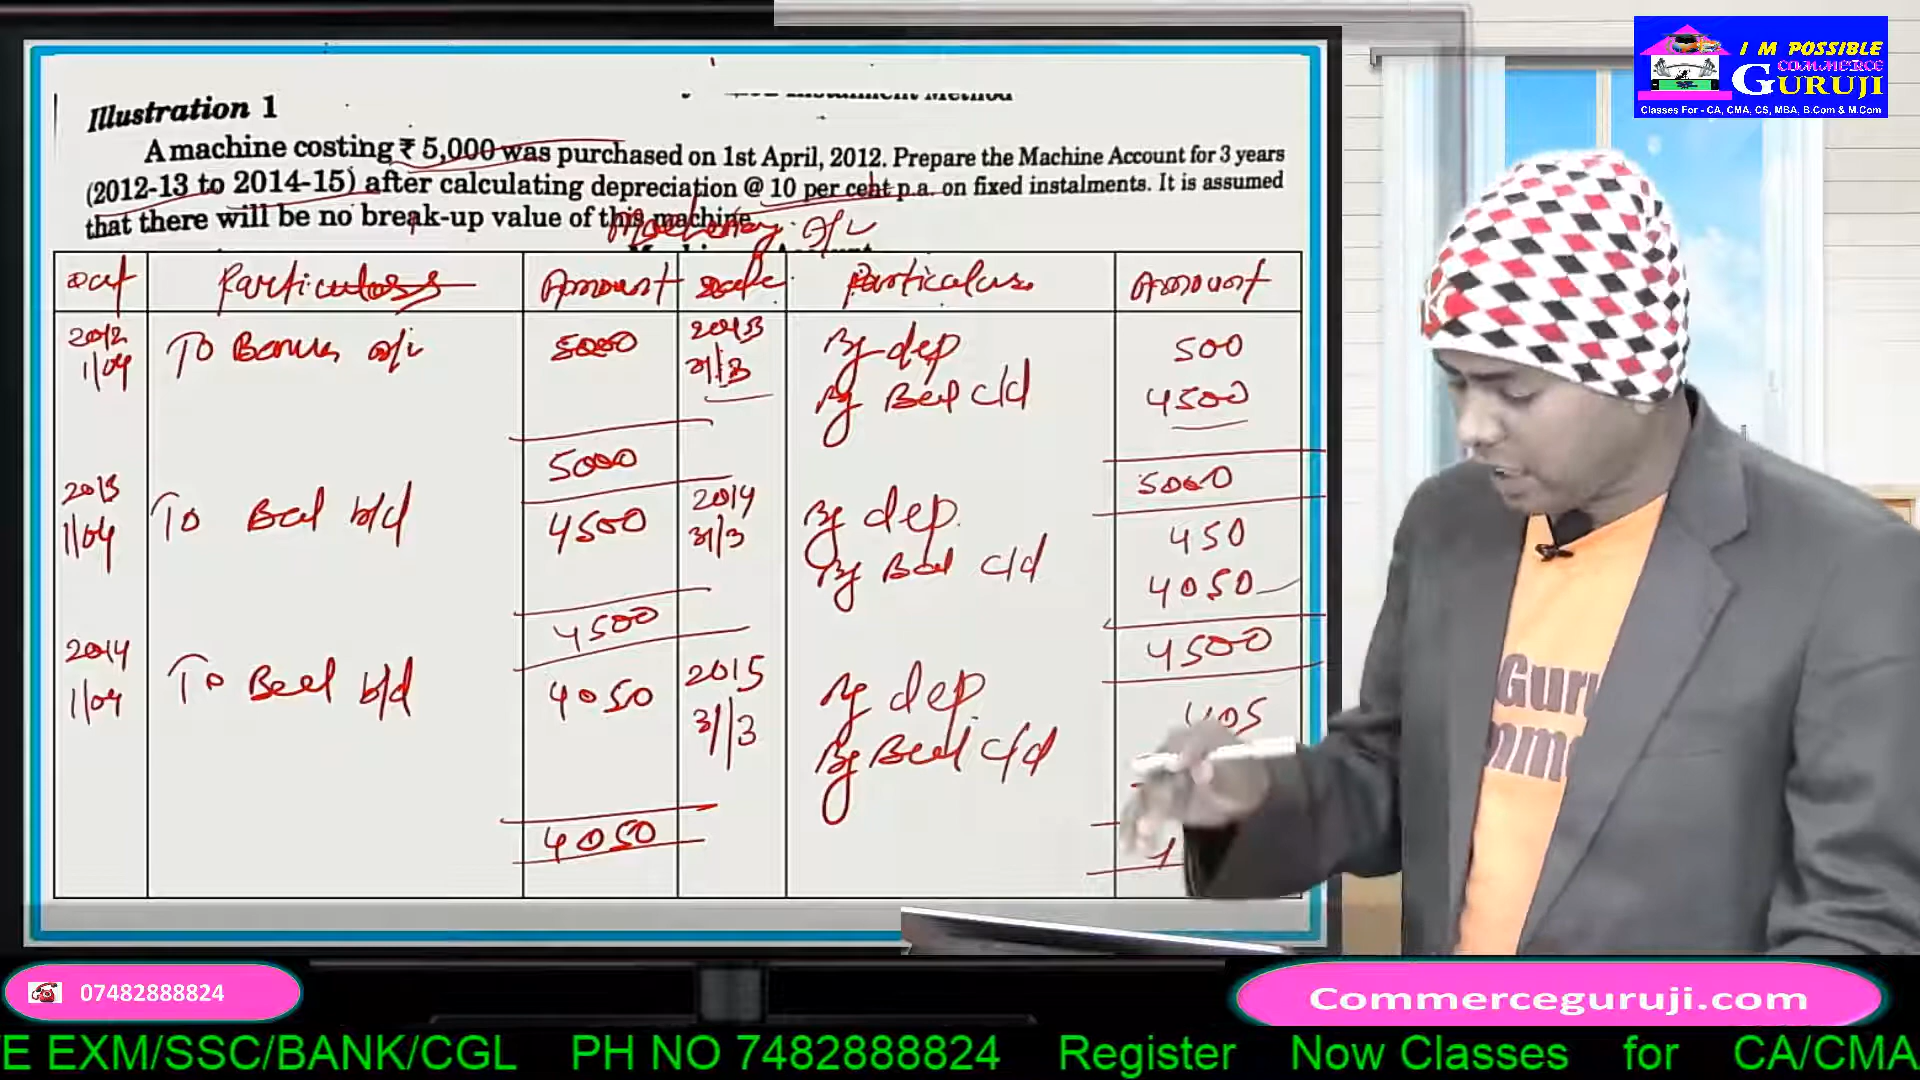 I M POSSIBLE
COMMERCE
GURUJI
Classes For - CA, CMA, CS, MBA, B.Com & M.Com
Illustration 1
A machine costing ₹ 5,000 was purchased on 1st April, 2012. Prepare the Machine Account for 3 years
(2012-13 to 2014-15) after calculating depreciation @ 10 per cent p.a. on fixed instalments. It is assumed
that there will be no break-up value of this machine.
Machinery A/c
Particulars Amount Date Particulars Amount
2012 1/04 To 5000 2013 31/3 By dep 500
By Bal c/d 4500
5000 5000
2013 1/04 To Bal b/d 4500 2014 31/3 By dep. 450
By Bal c/d 4050
4500 4500
2014 1/04 To Bal b/d 4050 2015 31/3 By dep 405
By Bal c/d
4050
Guru
07482888824
Commerceguruji.com
E EXM/SSC/BANK/CGL PH NO 7482888824 Register Now Classes for CA/CMA